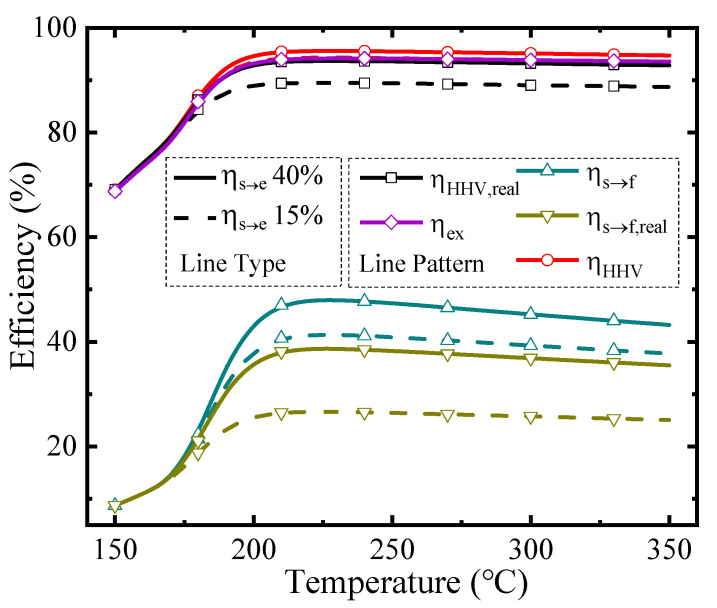 100
80
60
40
20
Efficiency (%)
ηs→e 40%
ηs→e 15%
Line Type
ηHHV,real
ηs→f
ηex
ηs→f,real
Line Pattern
ηHHV
150 200 250 300 350
Temperature (℃)